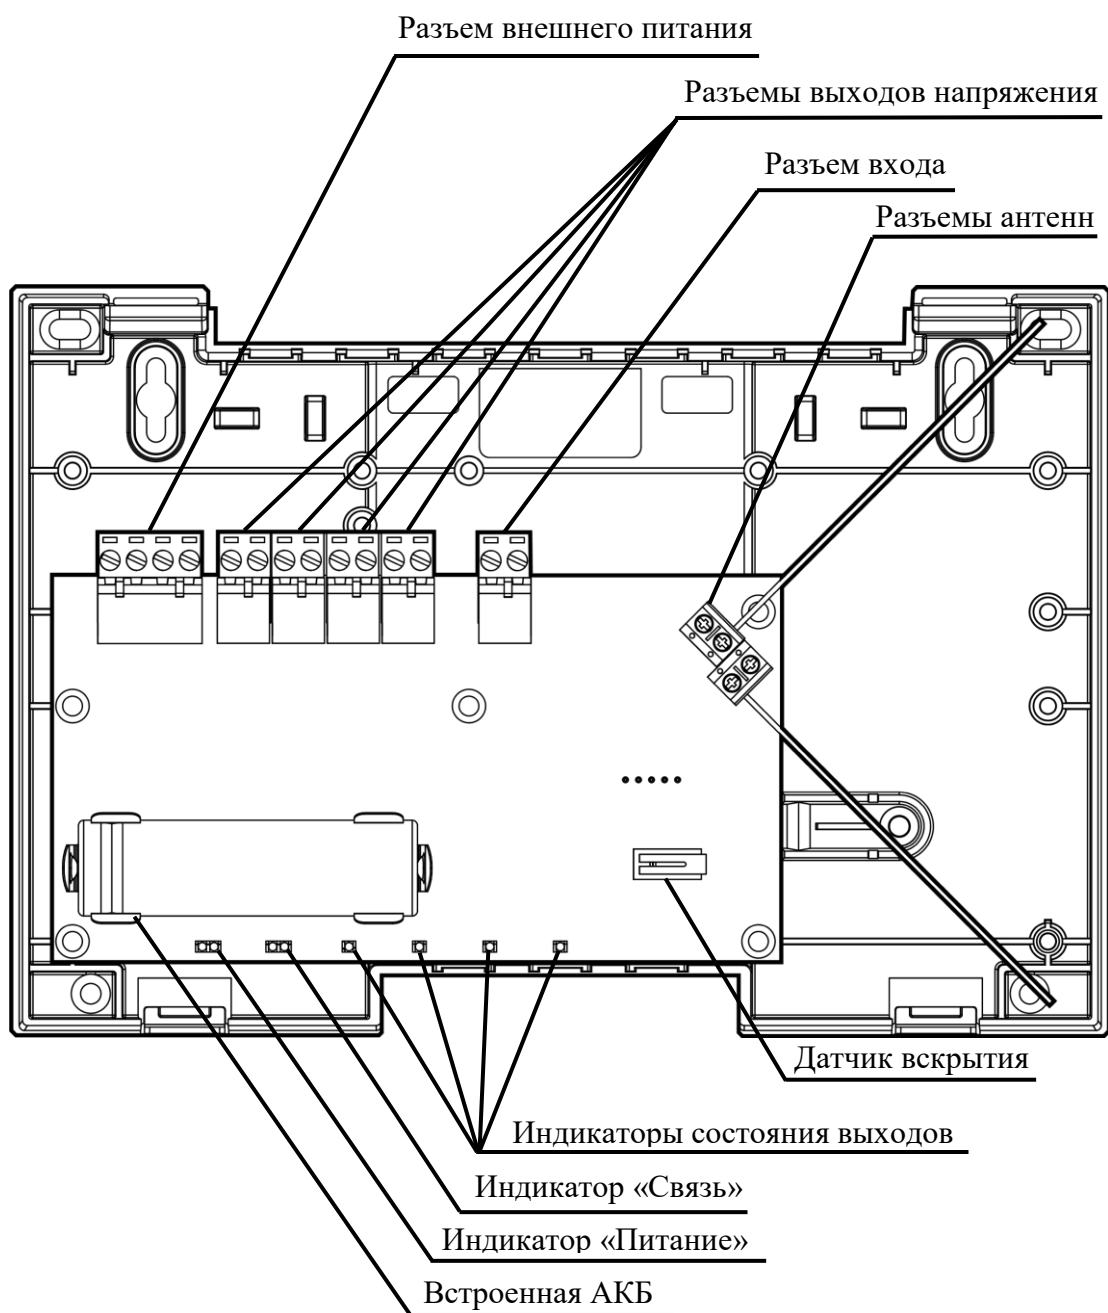 Разъем внешнего питания
Разъемы выходов напряжения
Разъем входа
Разъемы антенн
Датчик вскрытия
Индикаторы состояния выходов
Индикатор «Связь»
Индикатор «Питание»
Встроенная АКБ